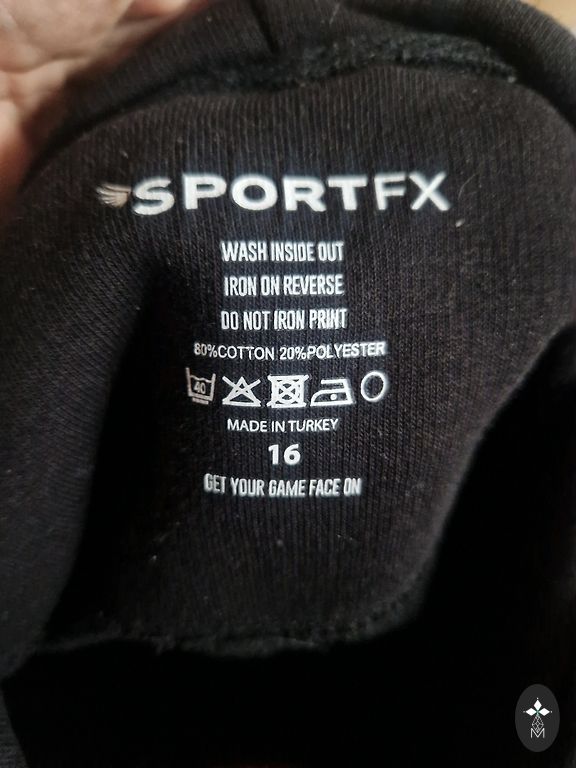 SPORTFX
WASH INSIDE OUT
IRON ON REVERSE
DO NOT IRON PRINT
80%COTTON 20%POLYESTER
40
MADE IN TURKEY
16
GET YOUR GAME FACE ON
M